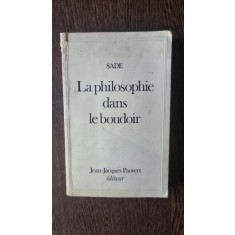 SADE
La philosophie
dans
le boudoir
Jean-Jacques Pauvert
éditeur